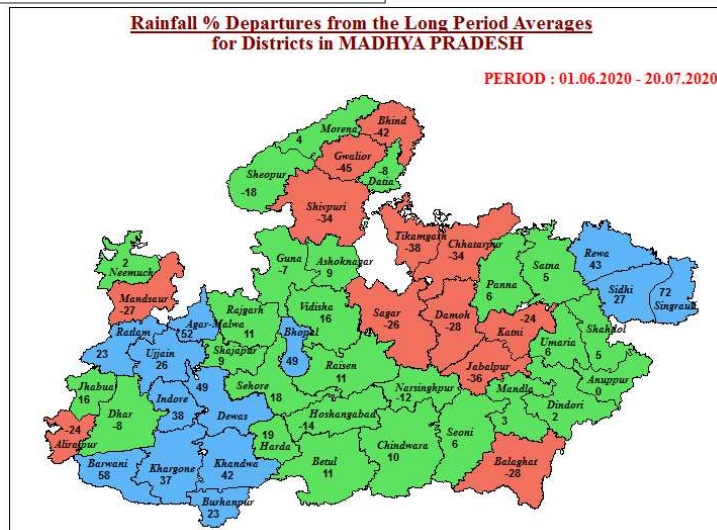 Rainfall % Departures from the Long Period Averages
for Districts in MADHYA PRADESH
PERIOD : 01.06.2020 - 20.07.2020
Bhind
-42
Morena
4
Gwalior
-45
Datia
-8
Sheopur
-18
Shivpuri
-34
Tikamgarh
-38
Chhatarpur
-34
Rewa
43
Neemuch
2
Guna
-7
Ashoknagar
9
Panna
6
Satna
5
Sidhi
27
Singrauli
72
Mandsaur
-27
Rajgarh
11
Vidisha
16
Sagar
-26
Damoh
-28
Katni
-24
Shahdol
5
Ratlam
23
Agar-Malwa
52
Bhopal
49
Umaria
6
Ujjain
26
Shajapur
9
Raisen
11
Jabalpur
-36
Anuppur
0
Jhabua
16
Dewas
49
Sehore
18
Narsinghpur
-12
Mandla
3
Dindori
2
Dhar
-8
Indore
38
Hoshangabad
-14
Alirajpur
-24
Harda
19
Seoni
6
Chindwara
10
Barwani
58
Khargone
37
Khandwa
42
Betul
11
Balaghat
-28
Burhanpur
23